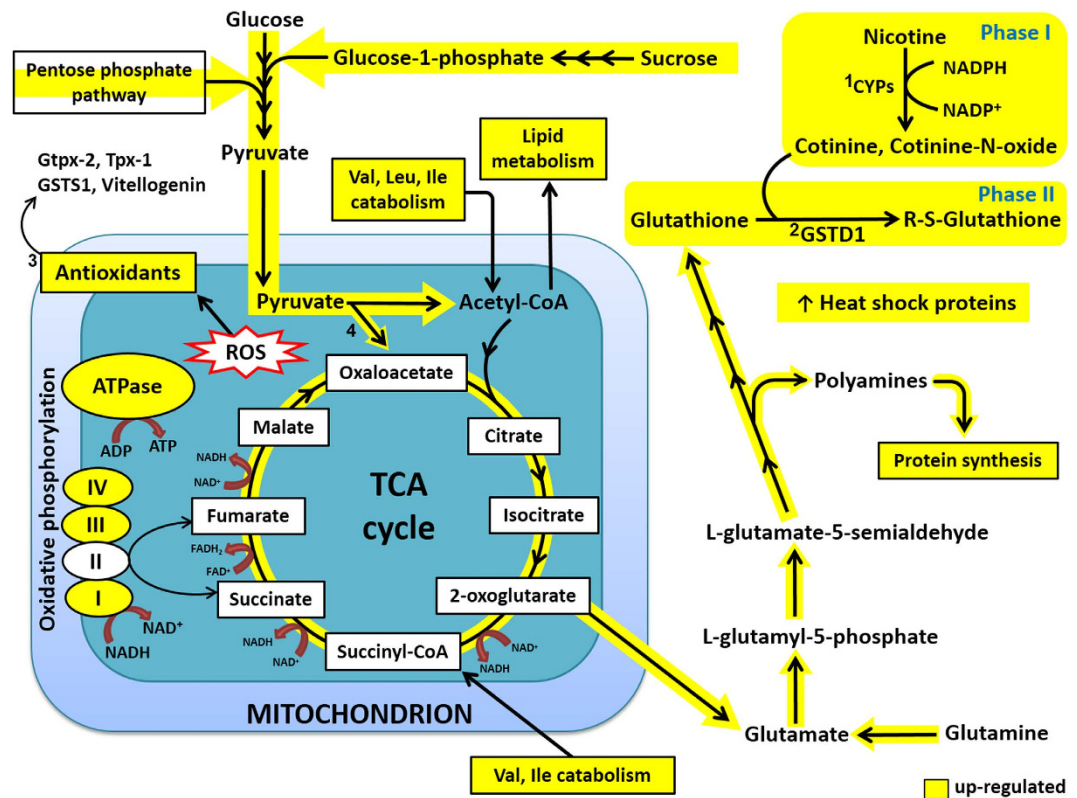 Glucose
Glucose-1-phosphate
Sucrose
Pentose phosphate
pathway
Pyruvate
Gtpx-2, Tpx-1
GSTS1, Vitellogenin
Lipid
metabolism
Val, Leu, Ile
catabolism
Nicotine
Phase I
¹CYPs
NADPH
NADP⁺
Cotinine, Cotinine-N-oxide
Phase II
Glutathione
²GSTD1
R-S-Glutathione
3
Antioxidants
ROS
Pyruvate
4
Acetyl-CoA
↑ Heat shock proteins
Oxidative phosphorylation
ATPase
ADP
ATP
IV
III
II
I
NAD⁺
NADH
TCA
cycle
Oxaloacetate
Citrate
Isocitrate
2-oxoglutarate
NAD⁺
NADH
Succinyl-CoA
NADH
NAD⁺
Succinate
FADH₂
FAD⁺
Fumarate
NADH
NAD⁺
Malate
MITOCHONDRION
Val, Ile catabolism
Polyamines
Protein synthesis
L-glutamate-5-semialdehyde
L-glutamyl-5-phosphate
Glutamate
Glutamine
up-regulated